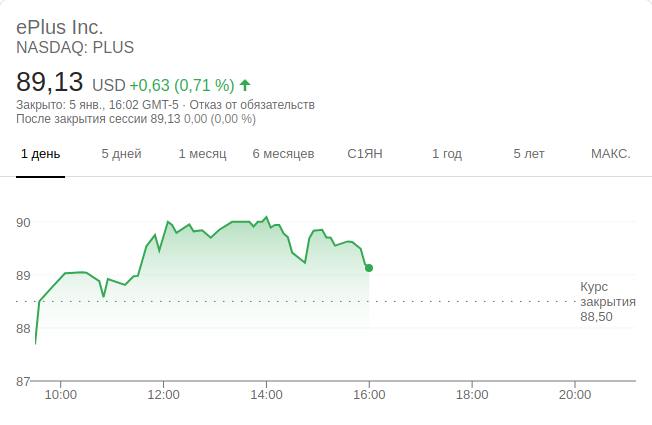 ePlus Inc.
NASDAQ: PLUS
89,13 USD +0,63 (0,71 %)
Закрыто: 5 янв., 16:02 GMT-5 · Отказ от обязательств
После закрытия сессии 89,13 0,00 (0,00 %)
1 день 5 дней 1 месяц 6 месяцев С1ЯН 1 год 5 лет МАКС.
90
89
Курс
закрытия
88,50
88
87
10:00 12:00 14:00 16:00 18:00 20:00